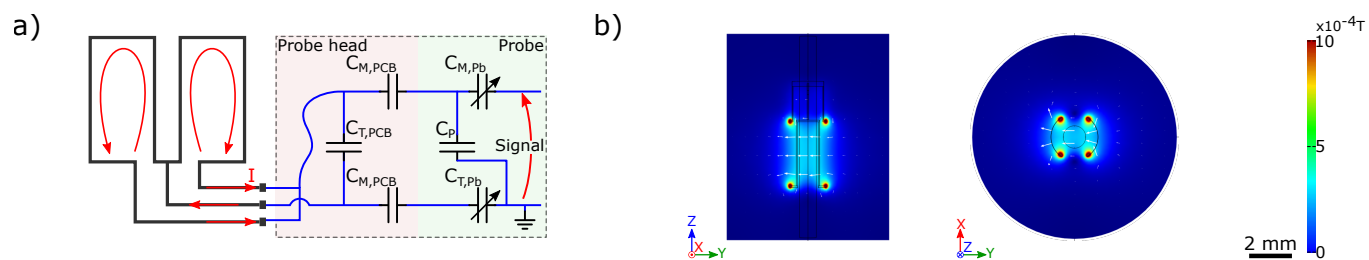 a)
Probe head
Probe
C_M,PCB
C_M,Pb
C_T,PCB
C_P
Signal
I
C_M,PCB
C_T,Pb
b)
Z
X
Y
X
Z
Y
x10⁻⁴T
10
5
0
2 mm